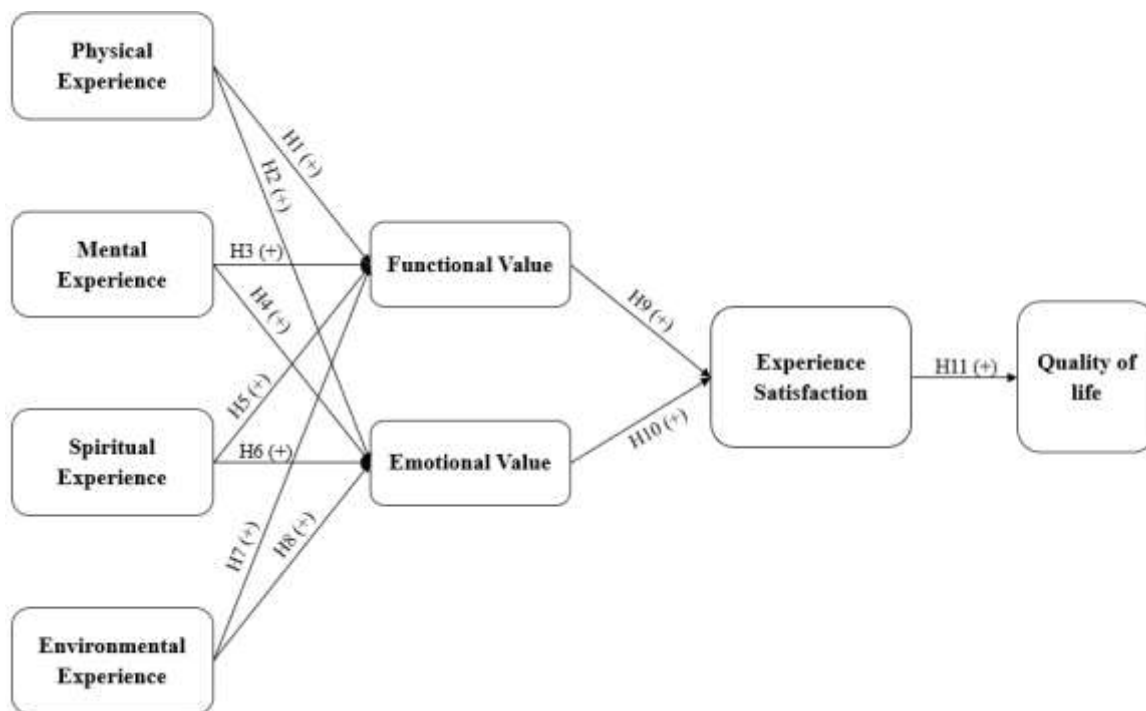 Physical
Experience
H1 (+)
H2 (+)
Mental
Experience
H3 (+)
H4 (+)
Functional Value
H9 (+)
Experience
Satisfaction
H11 (+)
Quality of
life
H5 (+)
Spiritual
Experience
H6 (+)
Emotional Value
H10 (+)
H7 (+)
H8 (+)
Environmental
Experience